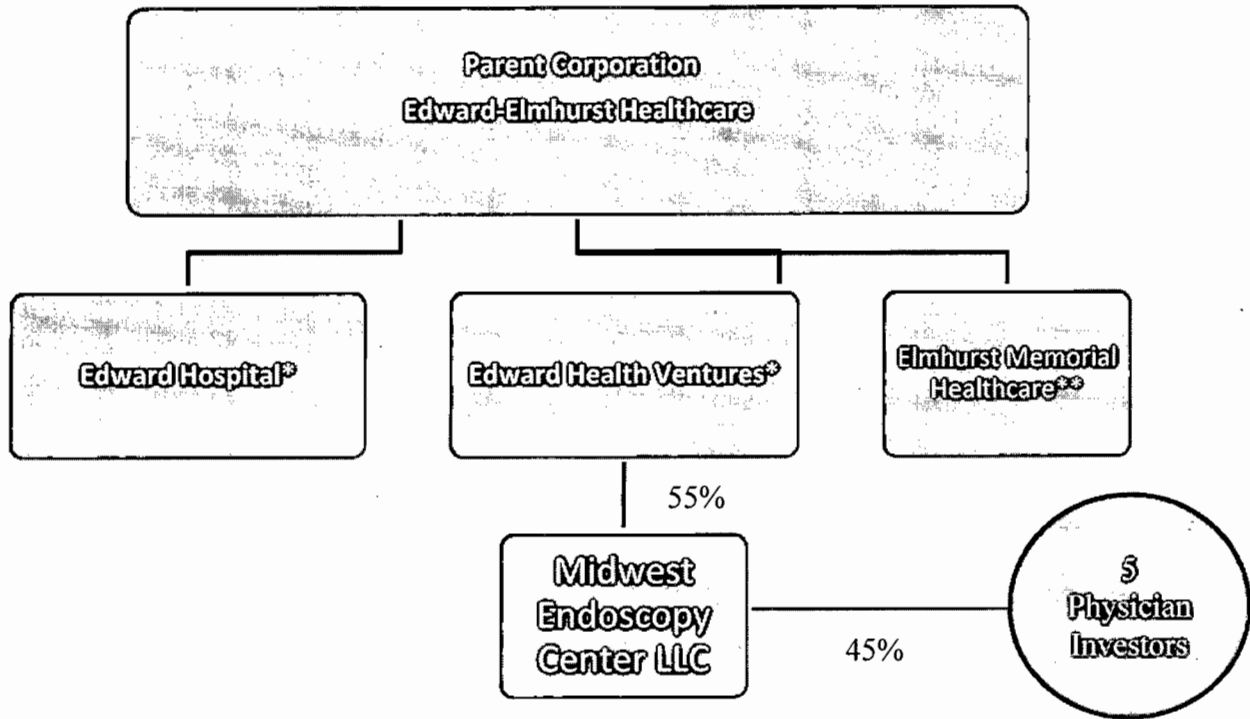 Parent Corporation
Edward-Elmhurst Healthcare
Edward Hospital*
Edward Health Ventures*
Elmhurst Memorial
Healthcare**
55%
Midwest
Endoscopy
Center LLC
45%
5
Physician
Investors